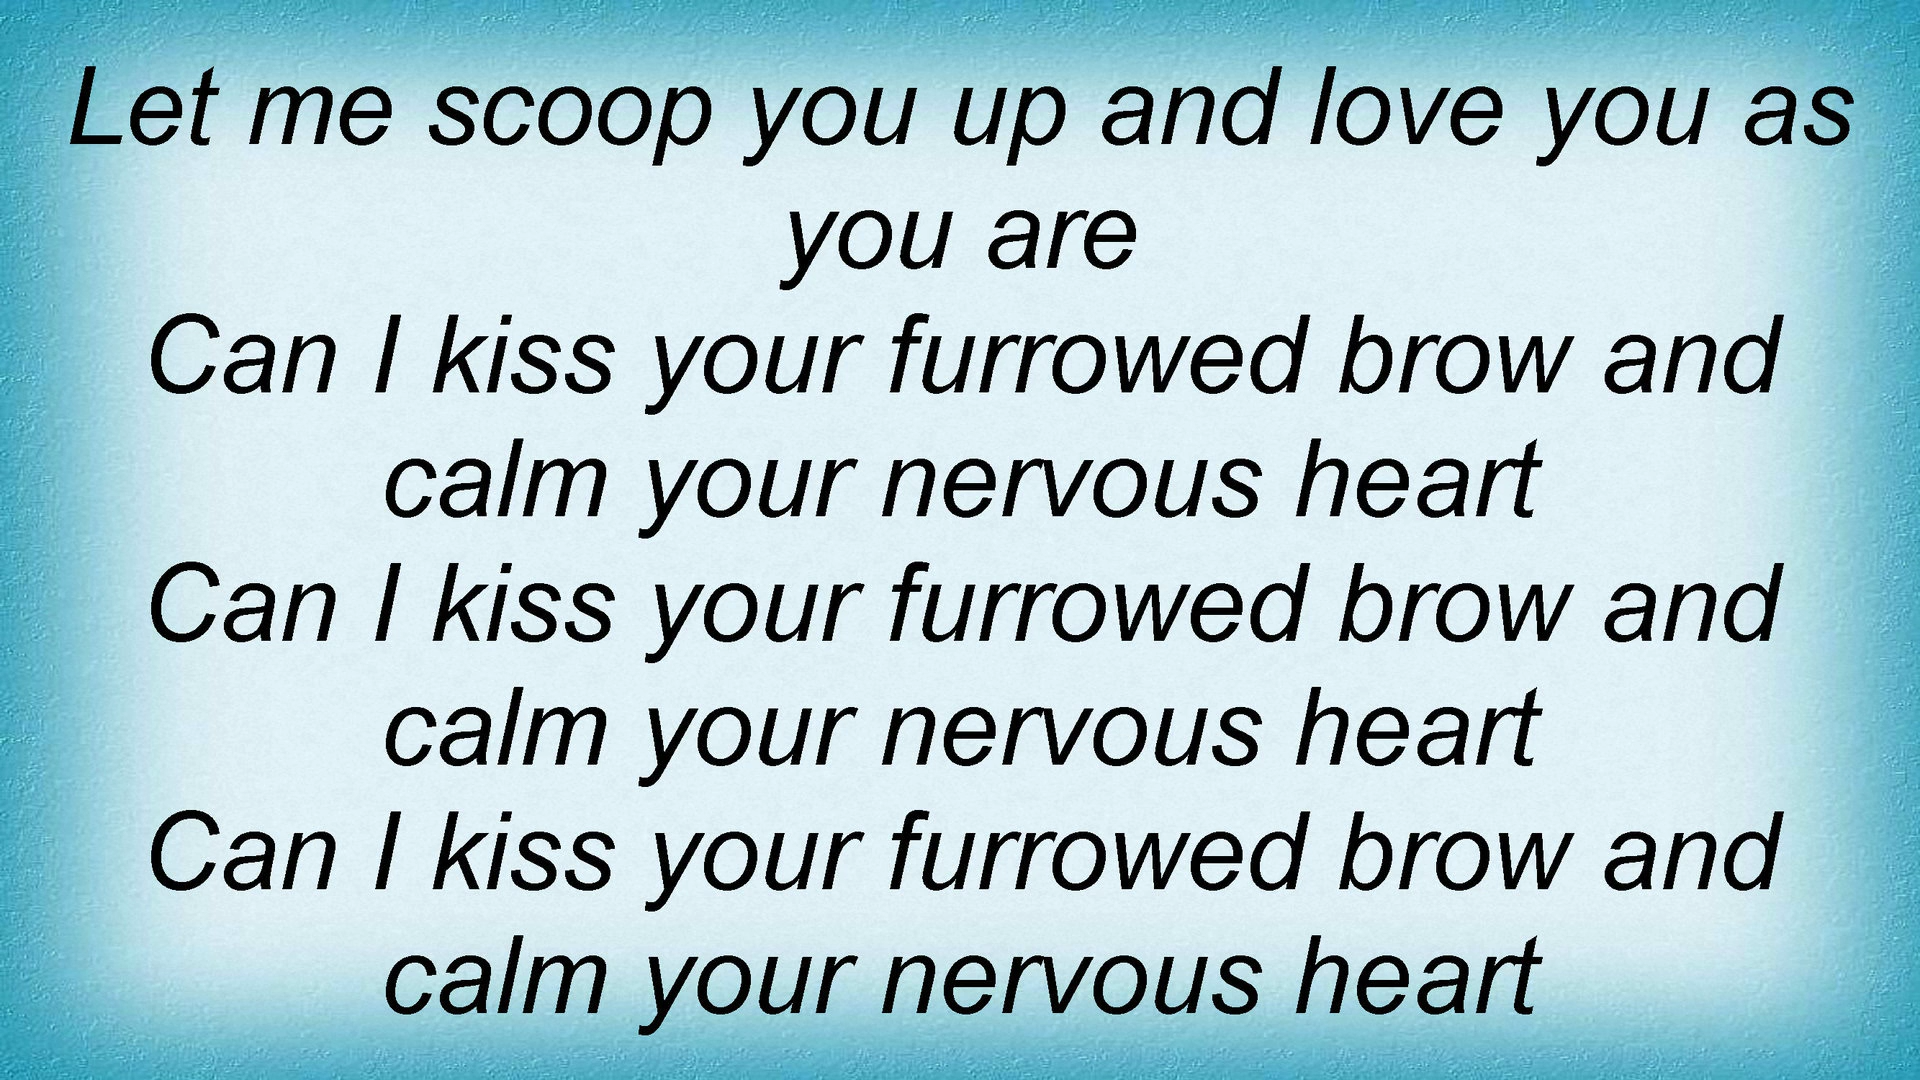 Let me scoop you up and love you as
you are
Can I kiss your furrowed brow and
calm your nervous heart
Can I kiss your furrowed brow and
calm your nervous heart
Can I kiss your furrowed brow and
calm your nervous heart